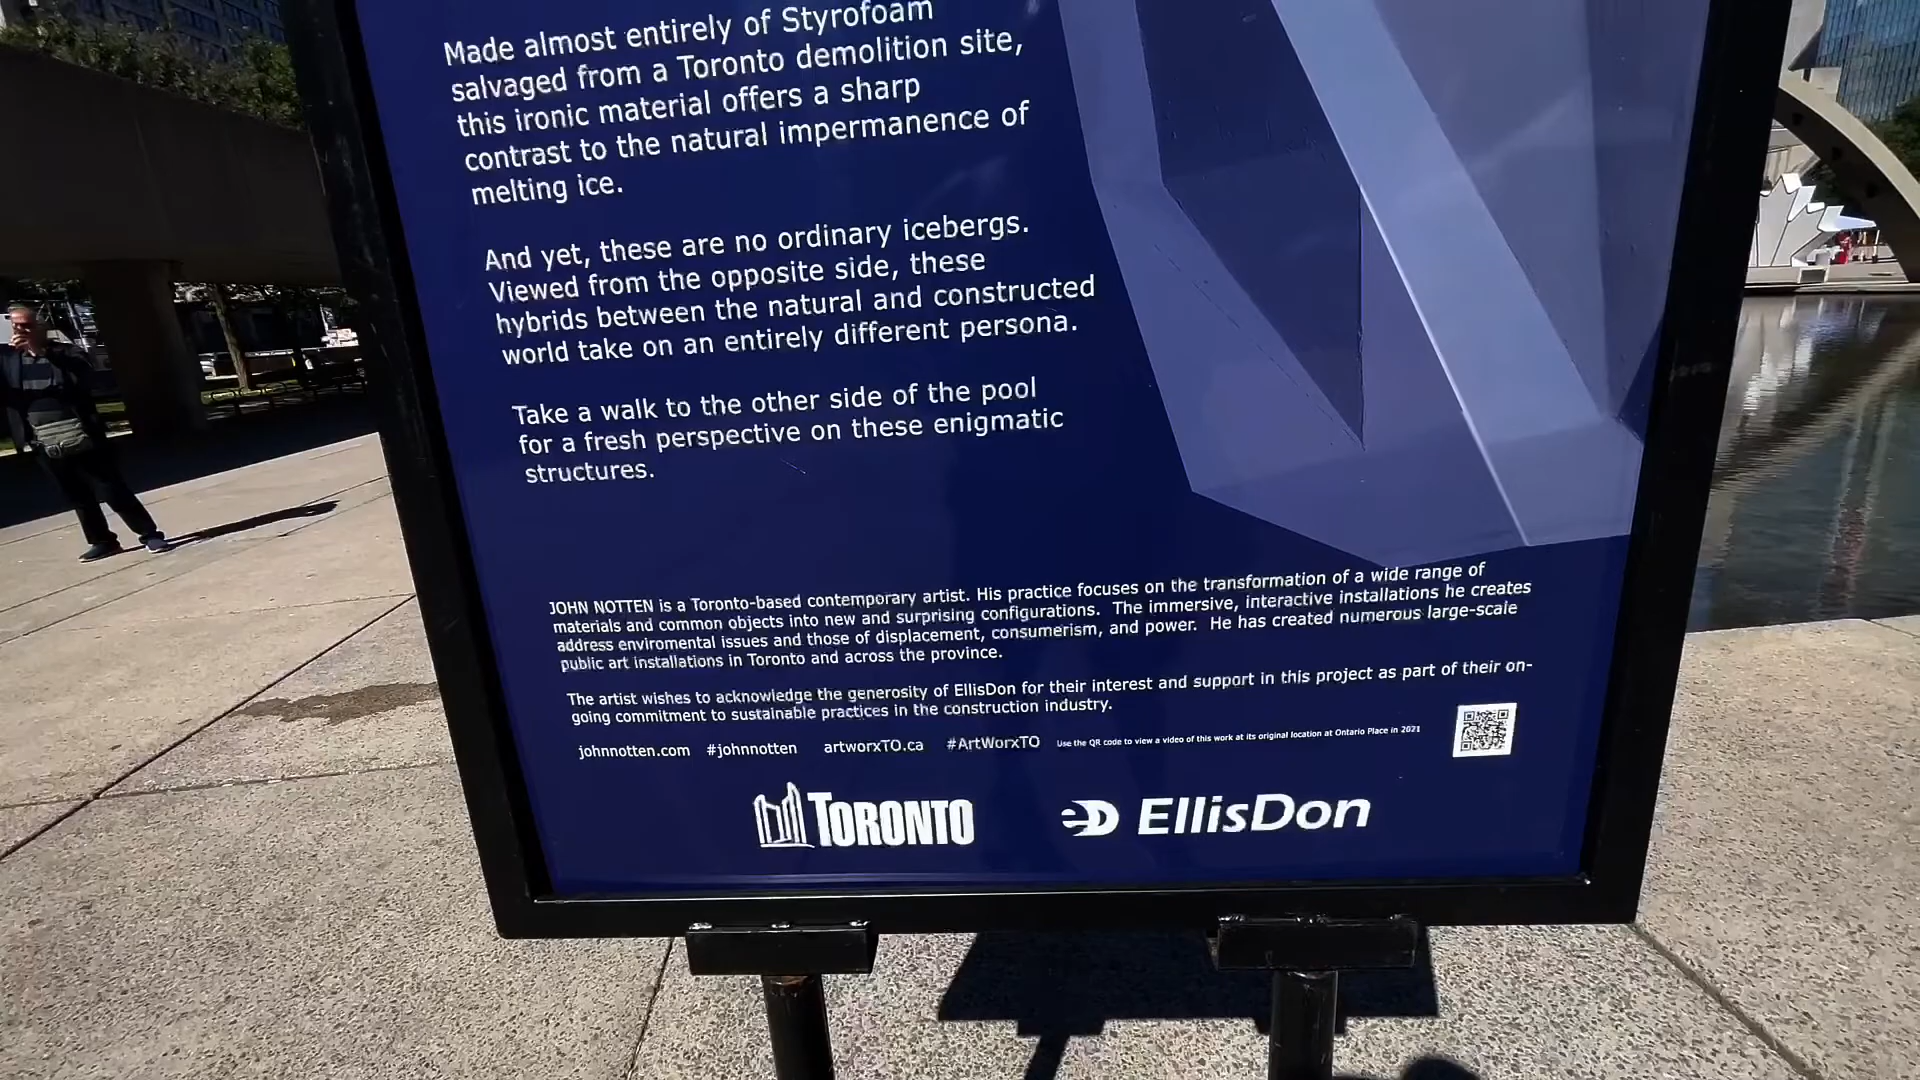 Made almost entirely of Styrofoam
salvaged from a Toronto demolition site,
this ironic material offers a sharp
contrast to the natural impermanence of
melting ice.
And yet, these are no ordinary icebergs.
Viewed from the opposite side, these
hybrids between the natural and constructed
world take on an entirely different persona.
Take a walk to the other side of the pool
for a fresh perspective on these enigmatic
structures.
JOHN NOTTEN is a Toronto-based contemporary artist. His practice focuses on the transformation of a wide range of
materials and common objects into new and surprising configurations. The immersive, interactive installations he creates
address enviromental issues and those of displacement, consumerism, and power. He has created numerous large-scale
public art installations in Toronto and across the province.
The artist wishes to acknowledge the generosity of EllisDon for their interest and support in this project as part of their on-
going commitment to sustainable practices in the construction industry.
johnnotten.com #johnnotten artworxTO.ca #ArtWorxTO Use the QR code to view a video of this work at its original location at Ontario Place in 2021
TORONTO EllisDon